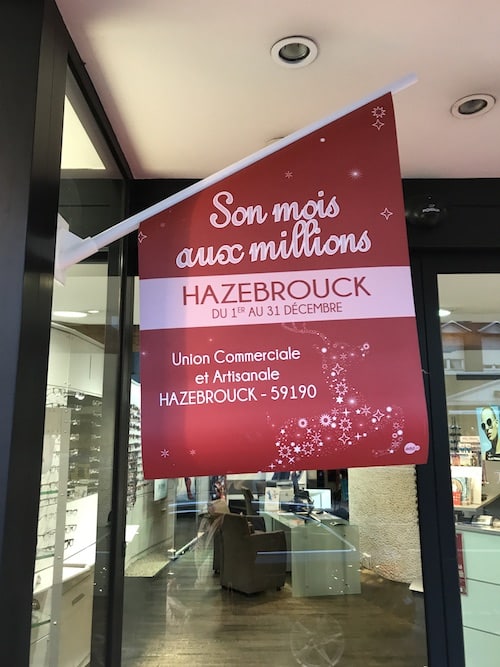 Son mois
aux millions
HAZEBROUCK
DU 1ER AU 31 DÉCEMBRE
Union Commerciale
et Artisanale
HAZEBROUCK - 59190